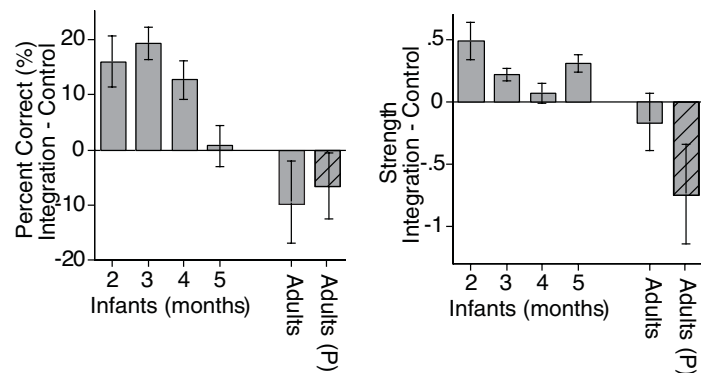 Percent Correct (%)
Integration - Control
20
10
0
-10
-20
2 3 4 5
Infants (months)
Adults
Adults (P)
Strength
Integration - Control
.5
0
-.5
-1
2 3 4 5
Infants (months)
Adults
Adults (P)